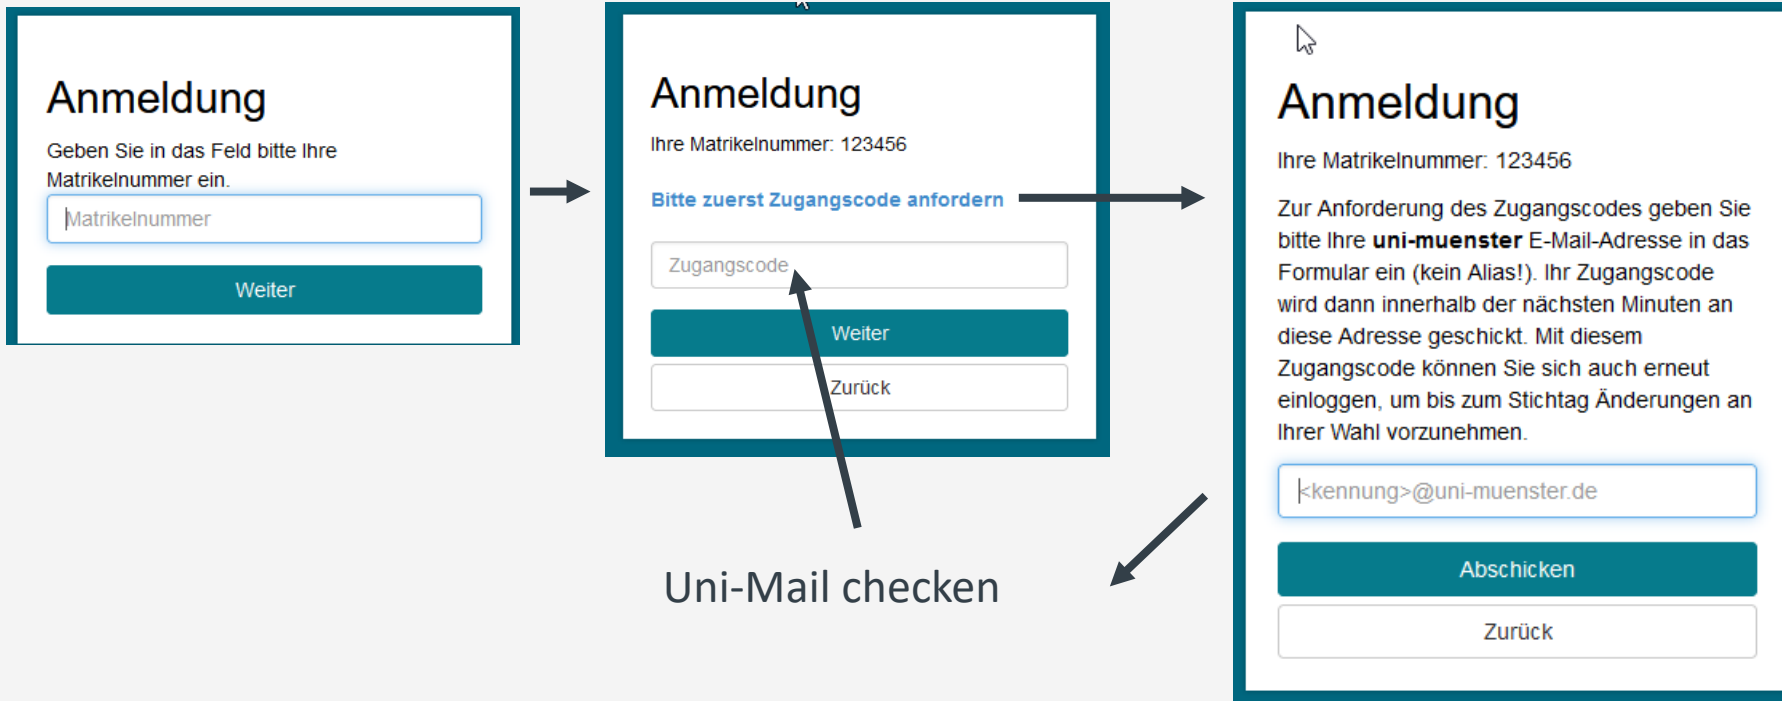 Anmeldung
Geben Sie in das Feld bitte Ihre
Matrikelnummer ein.
Matrikelnummer
Weiter
Anmeldung
Ihre Matrikelnummer: 123456
Bitte zuerst Zugangscode anfordern
Zugangscode
Weiter
Zurück
Anmeldung
Ihre Matrikelnummer: 123456
Zur Anforderung des Zugangscodes geben Sie
bitte Ihre uni-muenster E-Mail-Adresse in das
Formular ein (kein Alias!). Ihr Zugangscode
wird dann innerhalb der nächsten Minuten an
diese Adresse geschickt. Mit diesem
Zugangscode können Sie sich auch erneut
einloggen, um bis zum Stichtag Änderungen an
Ihrer Wahl vorzunehmen.
<kennung>@uni-muenster.de
Abschicken
Zurück
Uni-Mail checken